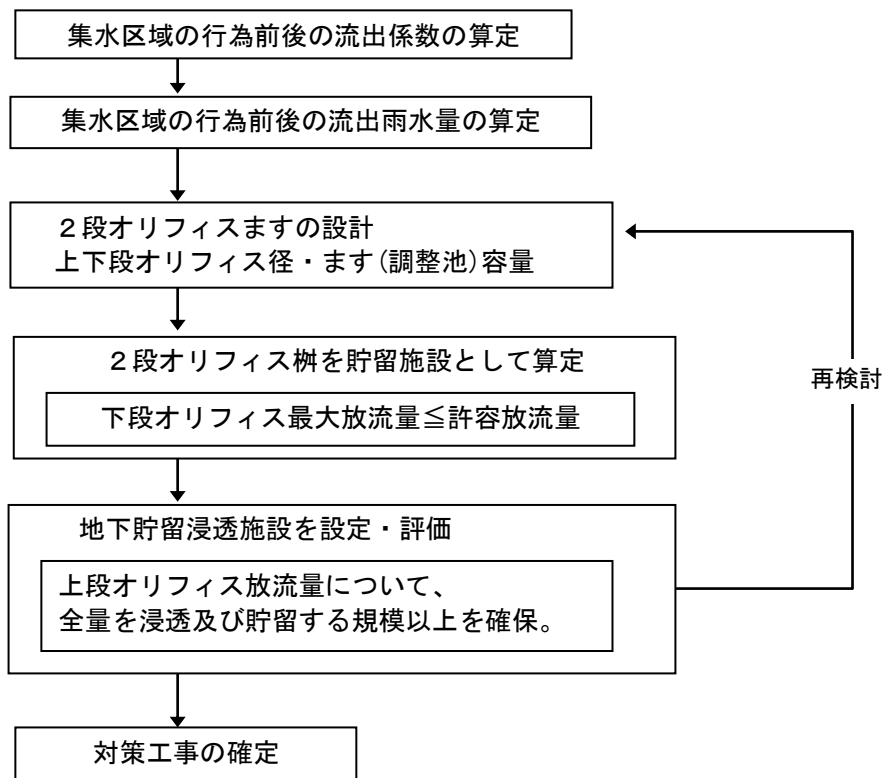 集水区域の行為前後の流出係数の算定
集水区域の行為前後の流出雨水量の算定
２段オリフィスますの設計
上下段オリフィス径・ます(調整池)容量
２段オリフィス桝を貯留施設として算定
下段オリフィス最大放流量≦許容放流量
再検討
地下貯留浸透施設を設定・評価
上段オリフィス放流量について、
全量を浸透及び貯留する規模以上を確保。
対策工事の確定